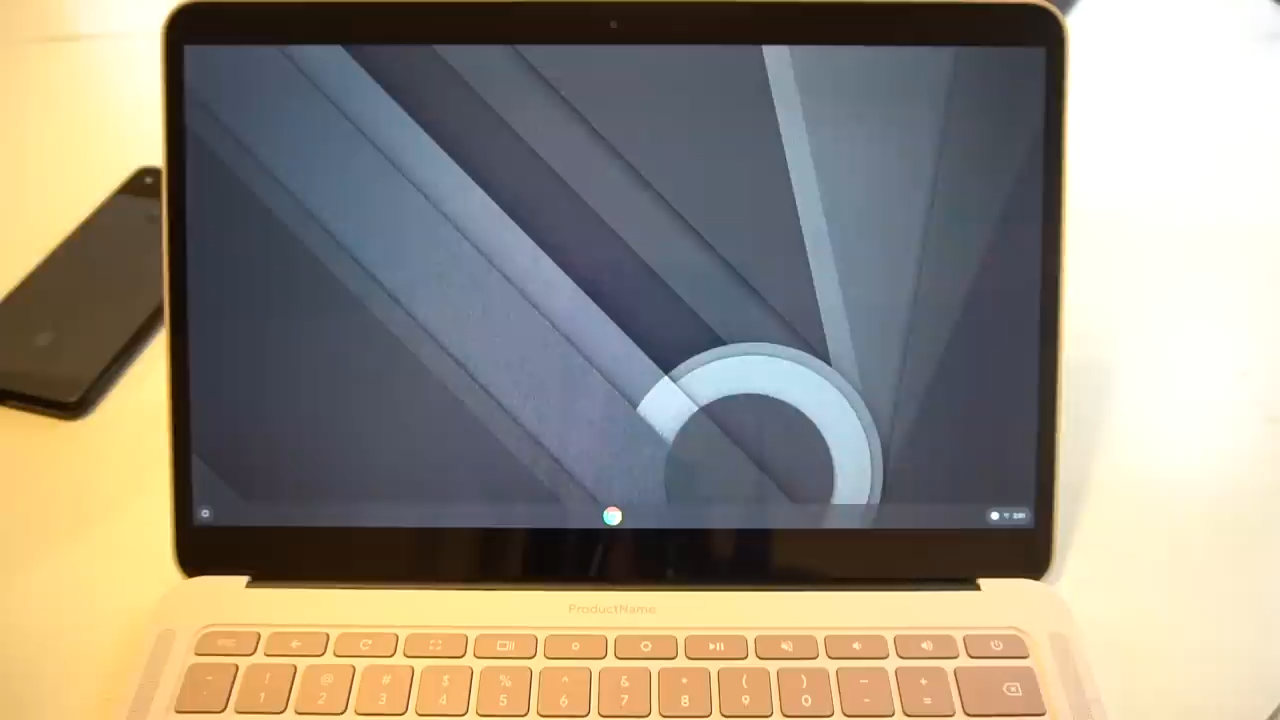 ProductName
esc
! @ # $ % ^ & * ( ) _ +
1 2 3 4 5 6 7 8 9 0 - =